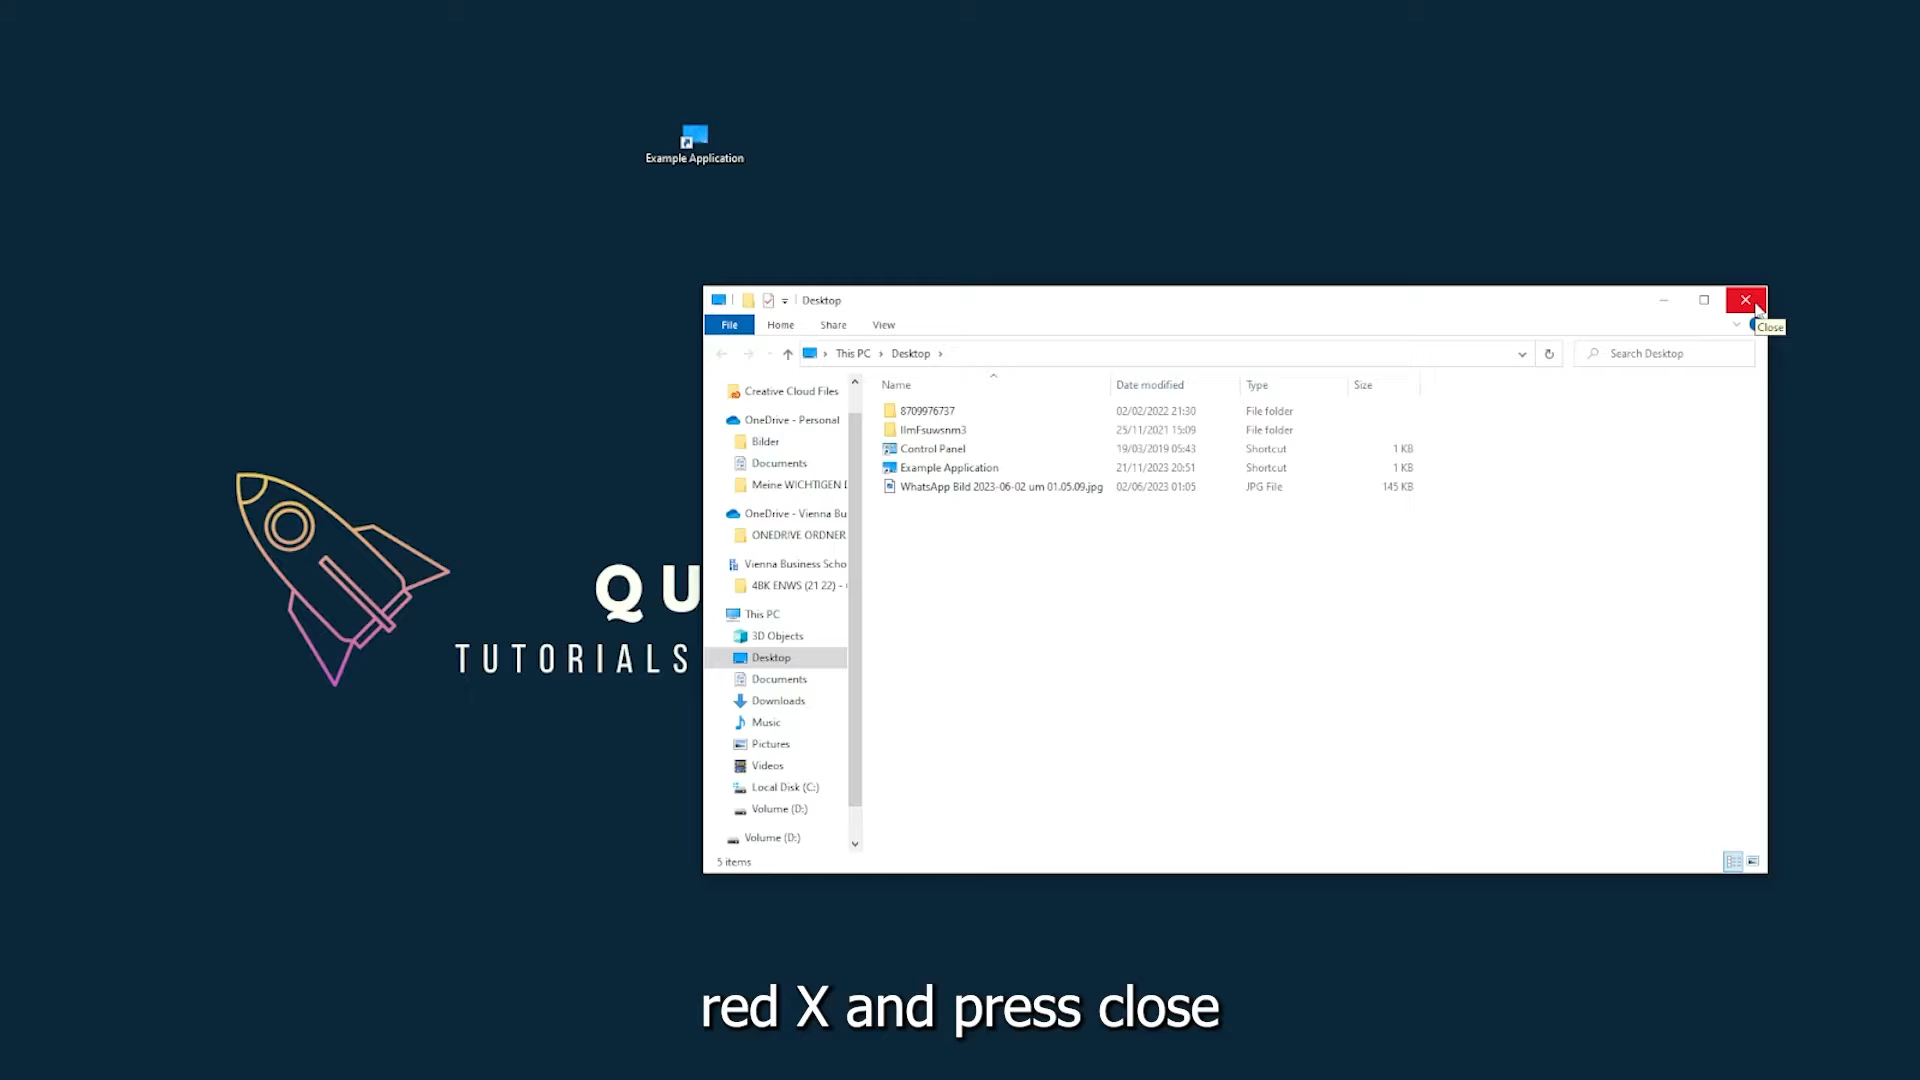 Example Application
Desktop
Close
File Home Share View
This PC Desktop
Search Desktop
Name Date modified Type Size
8709976737 02/02/2022 21:30 File folder
IImFsuwsnm3 25/11/2021 15:09 File folder
Control Panel 19/03/2019 05:43 Shortcut 1 KB
Example Application 21/11/2023 20:51 Shortcut 1 KB
WhatsApp Bild 2023-06-02 um 01.05.09.jpg 02/06/2023 01:05 JPG File 145 KB
Creative Cloud Files
OneDrive - Personal
Bilder
Documents
Meine WICHTIGEN
OneDrive - Vienna Bu
ONEDRIVE ORDNER
Vienna Business Scho
4BK ENWS (21 22) -
This PC
3D Objects
Desktop
Documents
Downloads
Music
Pictures
Videos
Local Disk (C:)
Volume (D:)
Volume (D:)
5 items
QU
TUTORIALS
red X and press close